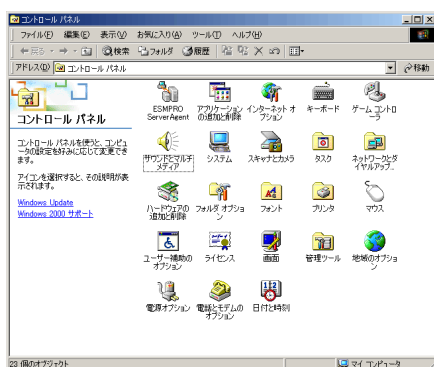 コントロール パネル
ファイル(F) 編集(E) 表示(V) お気に入り(A) ツール(T) ヘルプ(H)
戻る 検索 フォルダ 履歴
アドレス(D) コントロール パネル 移動
コントロール パネル
コントロール パネルを使うと、コンピュ
ータの設定を好みに応じて変更でき
ます。
アイコンを選択すると、その説明が表
示されます。
Windows Update
Windows 2000 サポート
ESMPRO
ServerAgent
アプリケーション
の追加と削除
インターネット オ
プション
キーボード
ゲーム コントロ
ーラ
サウンドとマルチ
メディア
システム
スキャナとカメラ
タスク
ネットワークとダ
イヤルアップ...
ハードウェアの
追加と削除
フォルダ オプショ
ン
フォント
プリンタ
マウス
ユーザー補助の
オプション
ライセンス
画面
管理ツール
地域のオプショ
ン
電源オプション
電話とモデムの
オプション
日付と時刻
23 個のオブジェクト
マイ コンピュータ